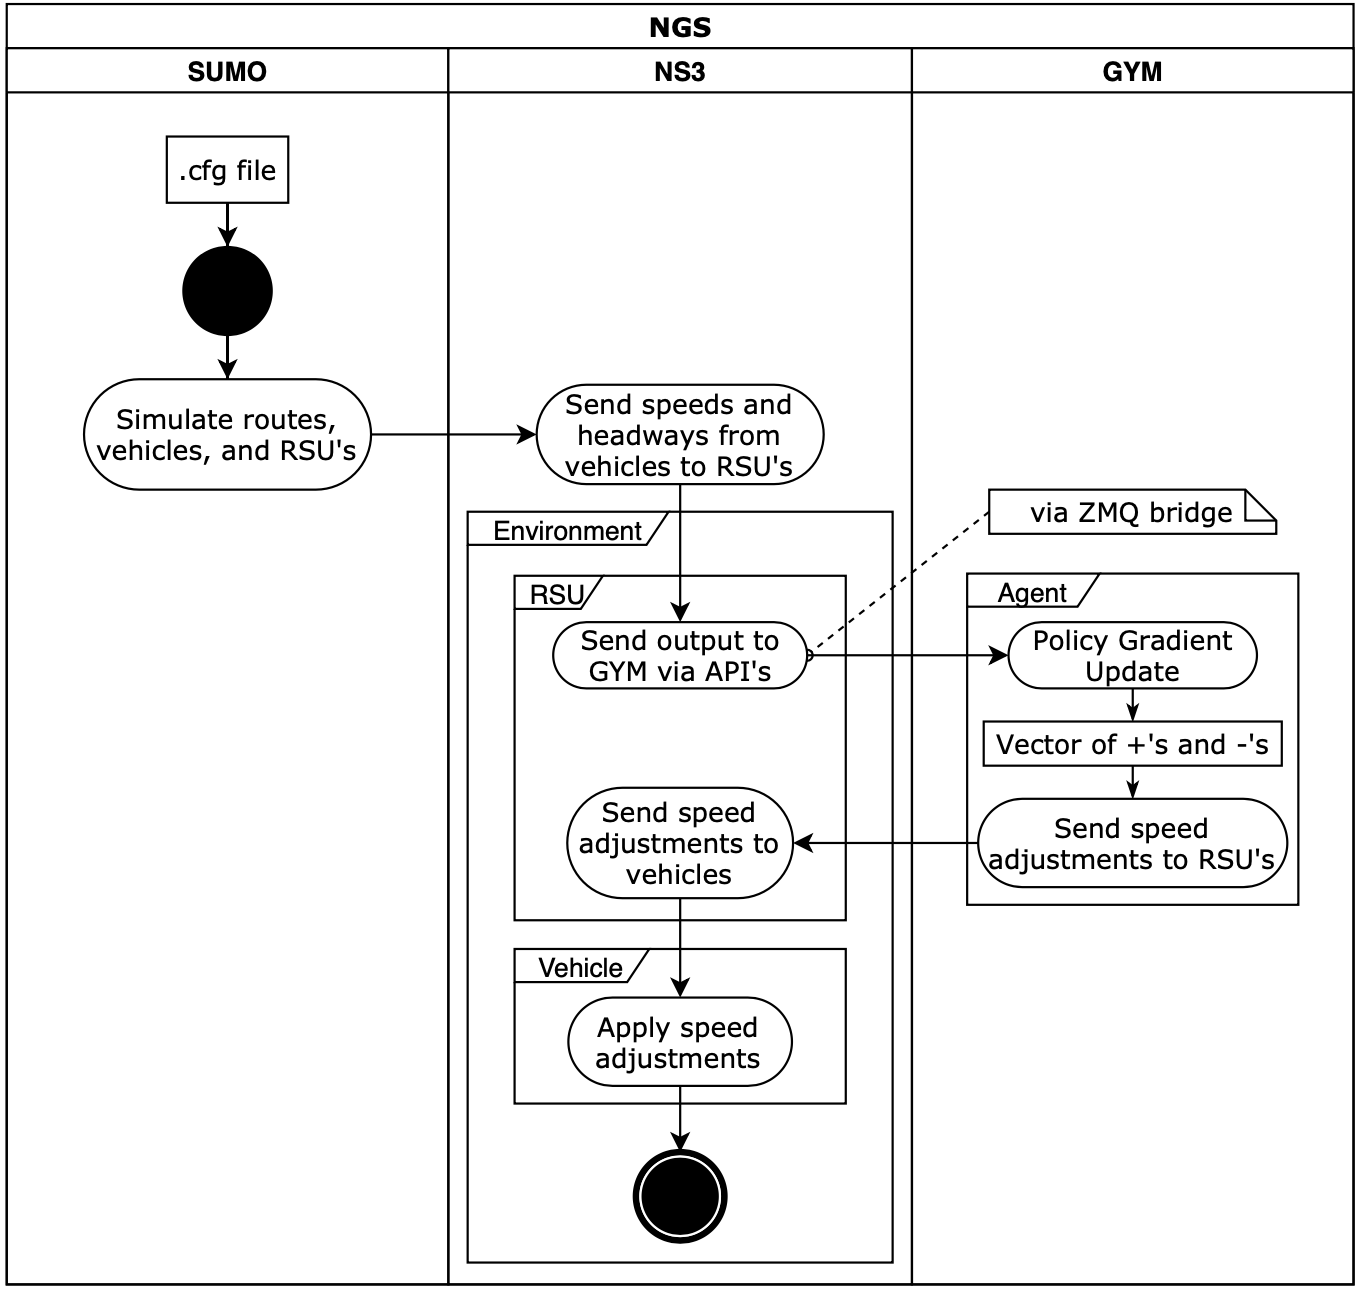 NGS
SUMO
NS3
GYM
.cfg file
Simulate routes,
vehicles, and RSU's
Send speeds and
headways from
vehicles to RSU's
via ZMQ bridge
Environment
RSU
Send output to
GYM via API's
Agent
Policy Gradient
Update
Vector of +'s and -'s
Send speed
adjustments to RSU's
Send speed
adjustments to
vehicles
Vehicle
Apply speed
adjustments